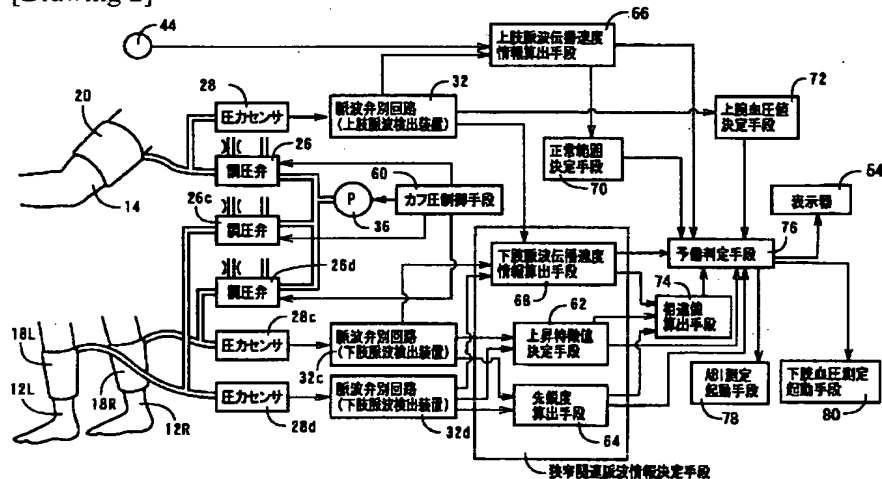 [Drawing 2]
44
66
上肢脈波伝播速度
情報算出手段
28
圧力センサ
32
脈波弁別回路
(上肢脈波検出装置)
72
上腕血圧値
決定手段
20
26
調圧弁
14
正常範囲
決定手段
70
60
カフ圧制御手段
P
36
54
表示器
26c
調圧弁
下肢脈波伝播速度
情報算出手段
68
76
予備判定手段
26d
調圧弁
74
相違値
算出手段
62
上昇特徴値
決定手段
28c
圧力センサ
脈波弁別回路
(下肢脈波検出装置)
32c
18L
18R
12L
12R
圧力センサ
28d
脈波弁別回路
(下肢脈波検出装置)
32d
先鋭度
算出手段
64
ABI測定
起動手段
78
下肢血圧測定
起動手段
80
狭窄関連脈波情報決定手段